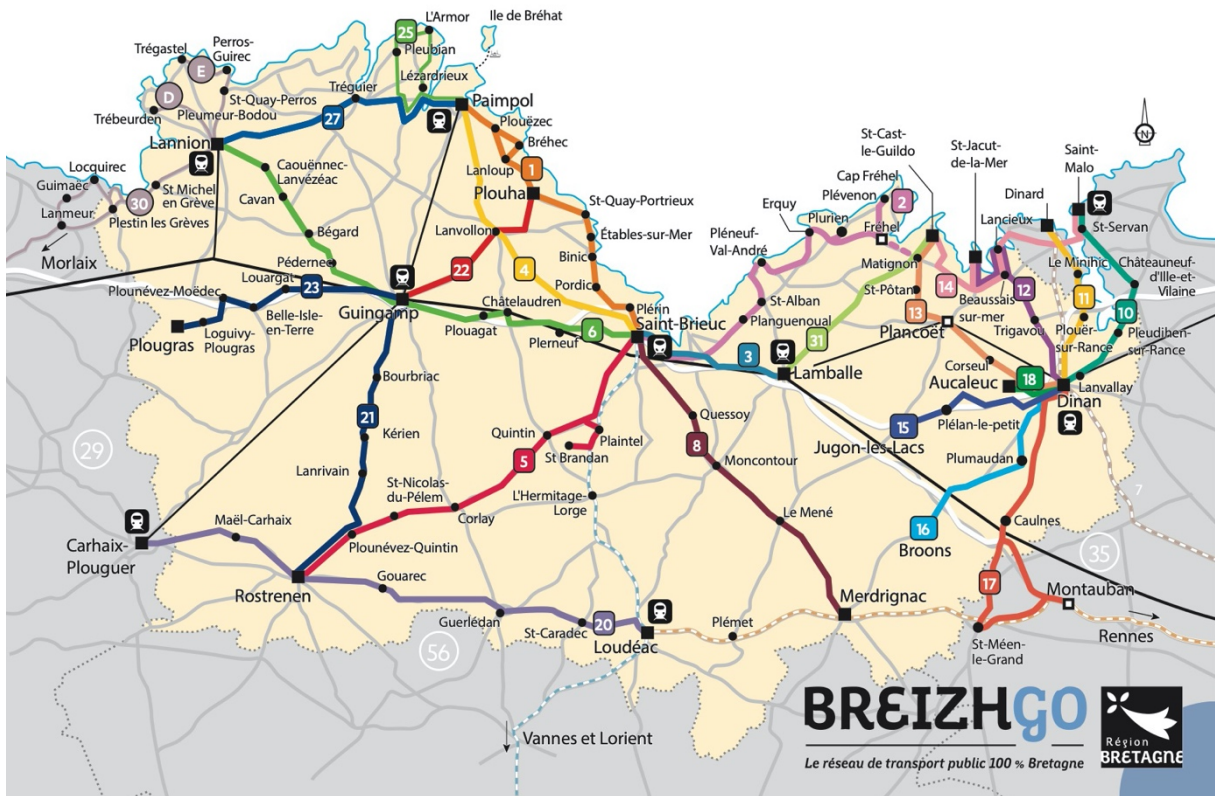 L'Armor
Ile de Bréhat
25
Pleubian
Trégastel
Perros-
Guirec
E
Lézardrieux
D
St-Quay-Perros
Tréguier
Paimpol
Trébeurden
Pleumeur-Bodou
27
Plouëzec
Lannion
Bréhec
Locquirec
Caouënnec-
Lanvézéac
Lanloup
1
Guimaëc
St Michel
en Grève
Plouha
30
Cavan
Lanmeur
Plestin les Grèves
St-Quay-Portrieux
Lanvollon
Étables-sur-Mer
Bégard
Morlaix
22
4
Binic
Péderneg
Louargat
Pordic
Plounévez-Moëdec
23
Guingamp
Châtelaudren
Plérin
Belle-Isle-
en-Terre
6
Saint-Brieuc
Plougras
Loguivy-
Plougras
Plouagat
Plerneuf
St-Cast-
le-Guildo
St-Jacut-
de-la-Mer
Saint-
Malo
Cap Fréhel
Plévenon
2
Dinard
Erquy
Plurien
Fréhel
Lancieux
St-Servan
Pléneuf-
Val-André
Matignon
Le Minihic
Châteauneuf-
d'Ille-et-
Vilaine
14
12
St-Pôtan
St-Alban
Beaussais
sur-mer
11
10
13
Planguenoual
Trigavou
Plancoët
Plouër-
sur-Rance
Pleudihen-
sur-Rance
31
3
Lamballe
Corseul
18
Lanvallay
Aucaleuc
Dinan
Bourbriac
Quessoy
15
Plélan-le-petit
21
Kérien
Quintin
Plaintel
Jugon-les-Lacs
5
St Brandan
8
Plumaudan
29
Moncontour
Lanrivain
St-Nicolas-
du-Pélem
L'Hermitage-
Lorge
7
Maël-Carhaix
Corlay
Le Mené
16
Caulnes
Carhaix-
Plouguer
Plounévez-Quintin
Broons
35
Rostrenen
Gouarec
17
Montauban
Merdrignac
Guerlédan
20
St-Caradec
Plémet
Rennes
56
Loudéac
St-Méen-
le-Grand
Vannes et Lorient
N
BREIZHGO
Le réseau de transport public 100 % Bretagne
Région
BRETAGNE